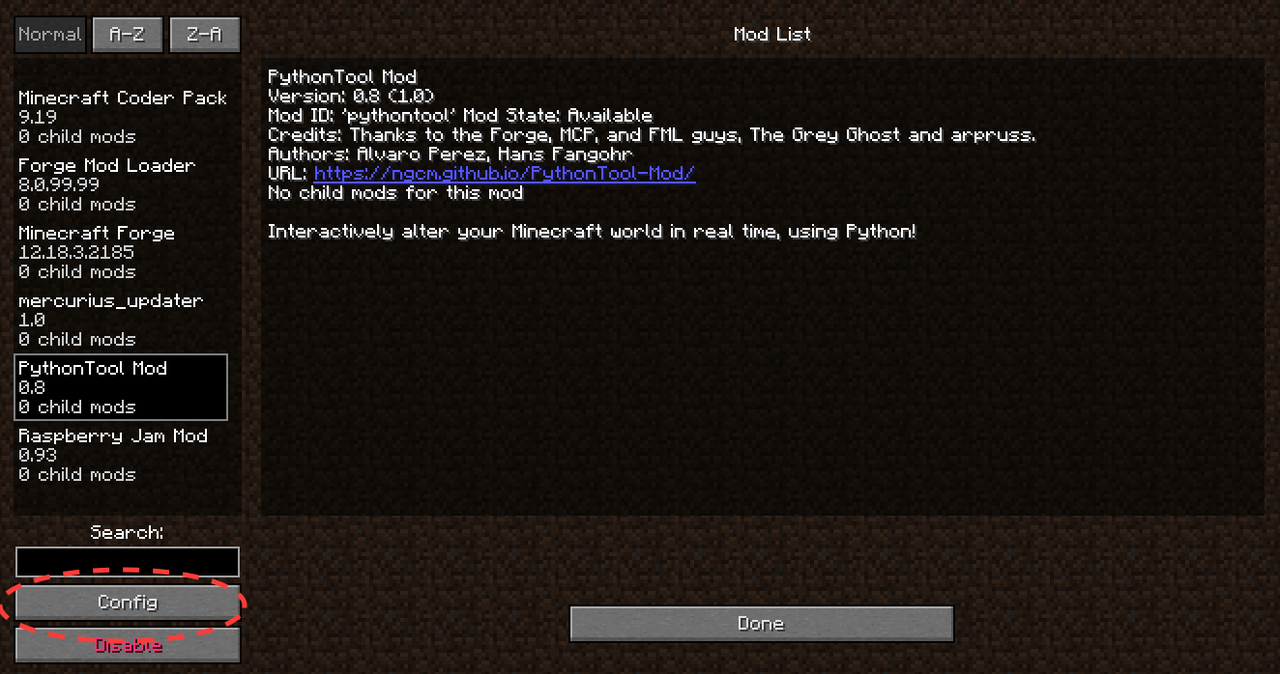 Normal A-Z Z-A
Mod List
Minecraft Coder Pack
9.19
0 child mods
Forge Mod Loader
8.0.99.99
0 child mods
Minecraft Forge
12.18.3.2185
0 child mods
mercurius_updater
1.0
0 child mods
PythonTool Mod
0.8
0 child mods
Raspberry Jam Mod
0.93
0 child mods
Search:
Config
Disable
PythonTool Mod
Version: 0.8 (1.0)
Mod ID: 'pythontool' Mod State: Available
Credits: Thanks to the Forge, MCP, and FML guys, The Grey Ghost and arpruss.
Authors: Alvaro Perez, Hans Fangohr
URL: https://ngcm.github.io/PythonTool-Mod/
No child mods for this mod
Interactively alter your Minecraft world in real time, using Python!
Done